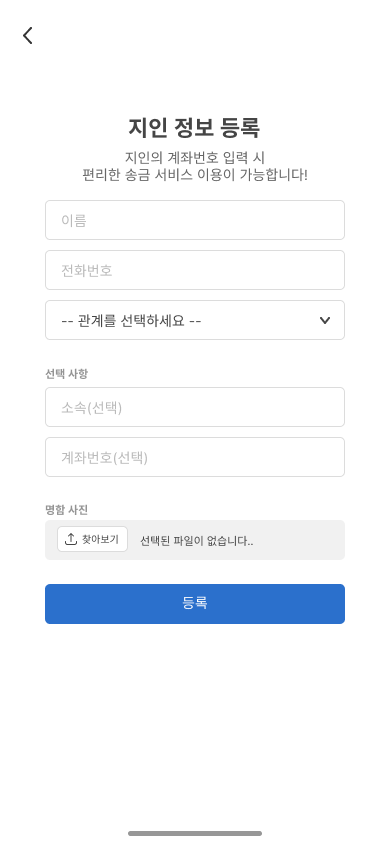 지인 정보 등록
지인의 계좌번호 입력 시
편리한 송금 서비스 이용이 가능합니다!
이름
전화번호
-- 관계를 선택하세요 --
선택 사항
소속(선택)
계좌번호(선택)
명함 사진
찾아보기 선택된 파일이 없습니다..
등록